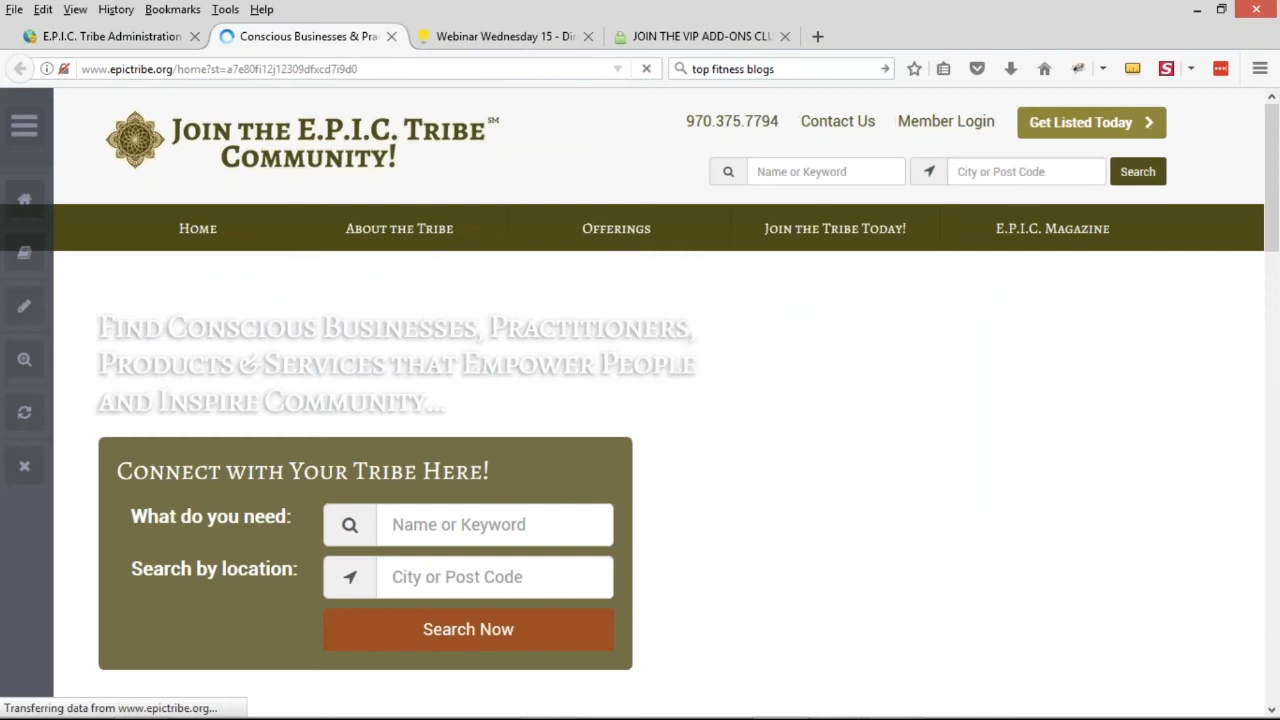 File Edit View History Bookmarks Tools Help
E.P.I.C. Tribe Administration
Conscious Businesses & Pra
Webinar Wednesday 15 - Di
JOIN THE VIP ADD-ONS CLU
www.epictribe.org/home?st=a7e80fi12j12309dfxcd7i9d0
top fitness blogs
Join the E.P.I.C. Tribe℠
Community!
970.375.7794 Contact Us Member Login Get Listed Today
Name or Keyword City or Post Code Search
Home About the Tribe Offerings Join the Tribe Today! E.P.I.C. Magazine
Find Conscious Businesses, Practitioners,
Products & Services that Empower People
and Inspire Community...
Connect with Your Tribe Here!
What do you need: Name or Keyword
Search by location: City or Post Code
Search Now
Transferring data from www.epictribe.org...